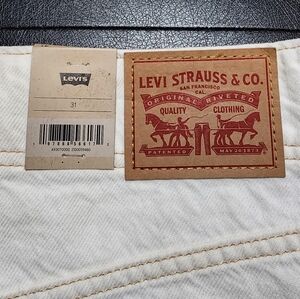 Levi's
31
LEVI STRAUSS & CO.
SAN FRANCISCO
CAL.
ORIGINAL RIVETED
QUALITY CLOTHING
PATENTED MAY 20 1873